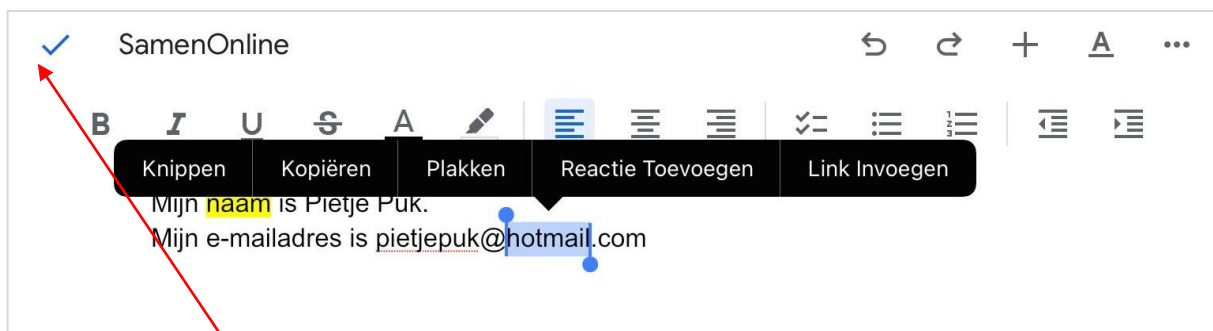 SamenOnline
B I U S A
Knippen Kopiëren Plakken Reactie Toevoegen Link Invoegen
Mijn naam is Pietje Puk.
Mijn e-mailadres is pietjepuk@hotmail.com